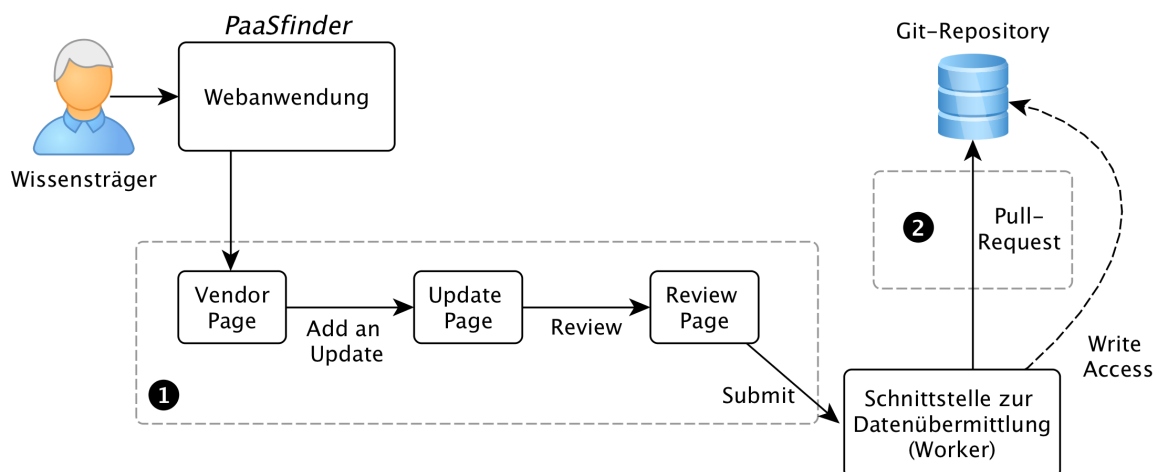 PaaSfinder
Webanwendung
Wissensträger
Git-Repository
2
Pull-
Request
Vendor
Page
Add an
Update
Update
Page
Review
Review
Page
1
Submit
Write
Access
Schnittstelle zur
Datenübermittlung
(Worker)